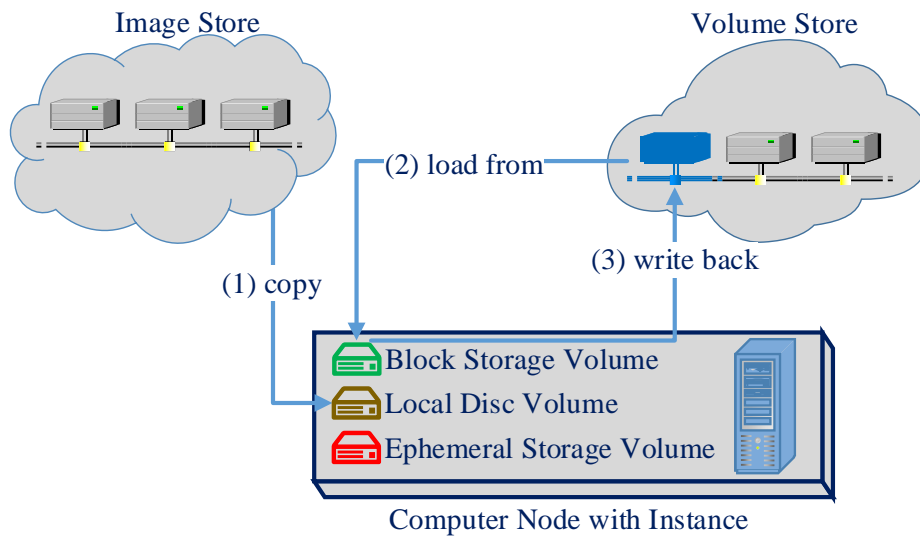 Image Store
Volume Store
(2) load from
(3) write back
(1) copy
Block Storage Volume
Local Disc Volume
Ephemeral Storage Volume
Computer Node with Instance